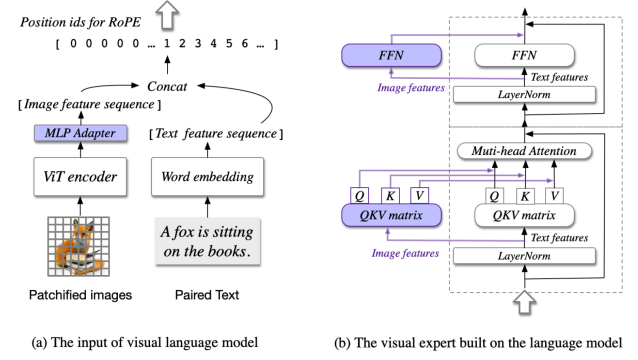 Position ids for RoPE
[ 0 0 0 0 0 ... 1 2 3 4 5 6 ... ]
Concat
[Image feature sequence]
MLP Adapter
[Text feature sequence]
ViT encoder
Word embedding
A fox is sitting
on the books.
Patchified images
Paired Text
(a) The input of visual language model
FFN
FFN
Image features
Text features
LayerNorm
Muti-head Attention
Q K V
Q K V
QKV matrix
QKV matrix
Text features
Image features
LayerNorm
(b) The visual expert built on the language model